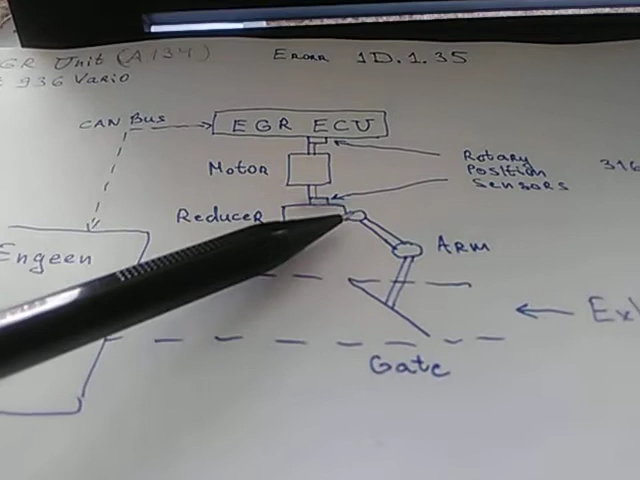 GR Unit (A134)
Error 1D.1.35
936 Vario
CAN Bus
EGR ECU
Motor
Rotary
Position
Sensors
316
Reducer
Engeen
Arm
Ex
Gate